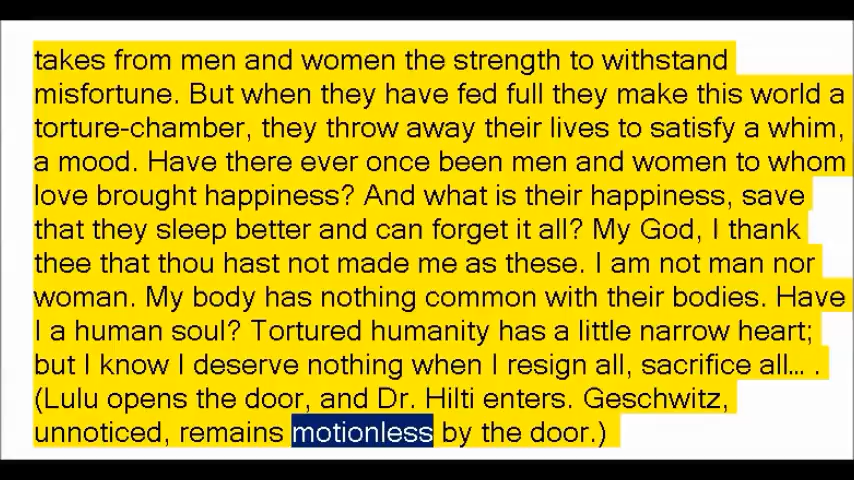 takes from men and women the strength to withstand
misfortune. But when they have fed full they make this world a
torture-chamber, they throw away their lives to satisfy a whim,
a mood. Have there ever once been men and women to whom
love brought happiness? And what is their happiness, save
that they sleep better and can forget it all? My God, I thank
thee that thou hast not made me as these. I am not man nor
woman. My body has nothing common with their bodies. Have
I a human soul? Tortured humanity has a little narrow heart;
but I know I deserve nothing when I resign all, sacrifice all... .
(Lulu opens the door, and Dr. Hilti enters. Geschwitz,
unnoticed, remains motionless by the door.)